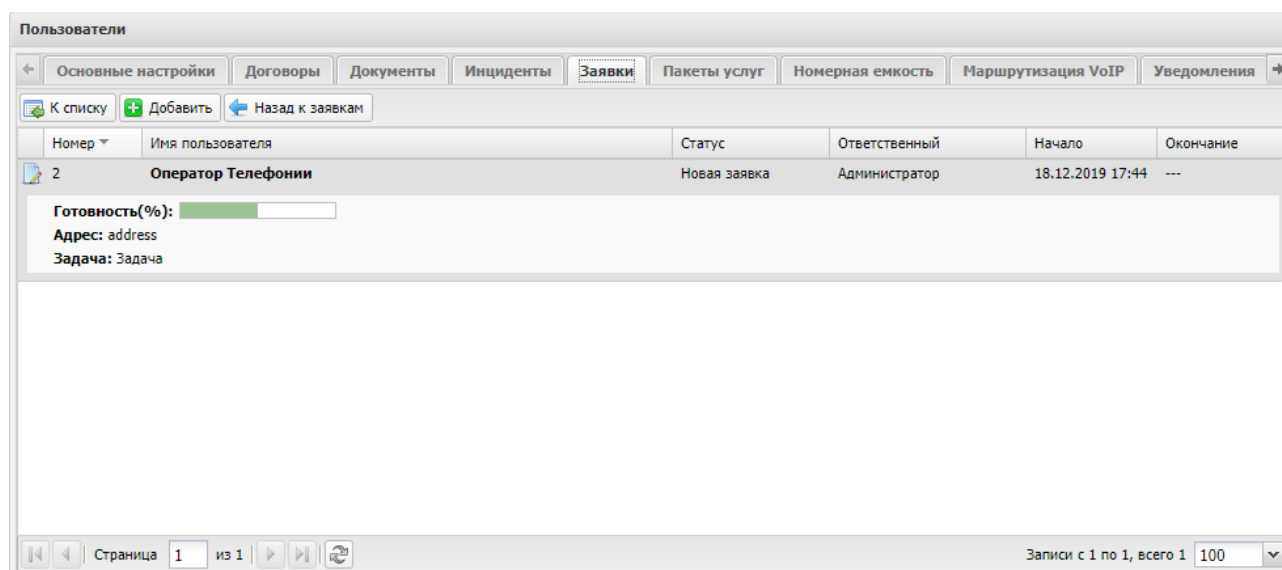 Пользователи
Основные настройки Договоры Документы Инциденты Заявки Пакеты услуг Номерная емкость Маршрутизация VoIP Уведомления
К списку Добавить Назад к заявкам
Номер Имя пользователя Статус Ответственный Начало Окончание
2 Оператор Телефонии Новая заявка Администратор 18.12.2019 17:44 ---
Готовность(%):
Адрес: address
Задача: Задача
Страница 1 из 1 Записи с 1 по 1, всего 1 100